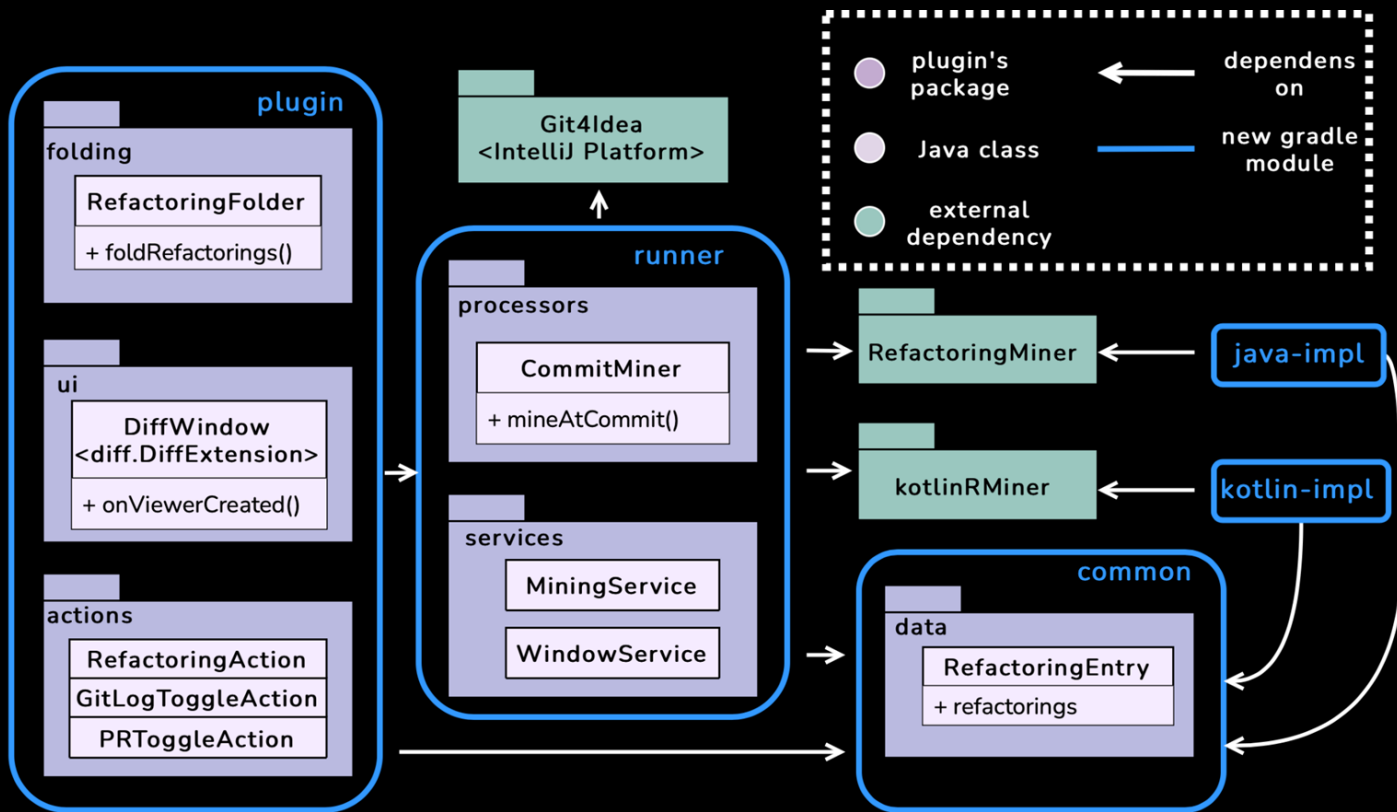 plugin
folding
RefactoringFolder
+ foldRefactorings()
ui
DiffWindow
<diff.DiffExtension>
+ onViewerCreated()
actions
RefactoringAction
GitLogToggleAction
PRToggleAction
Git4Idea
<IntelliJ Platform>
runner
processors
CommitMiner
+ mineAtCommit()
services
MiningService
WindowService
plugin's
package
dependens
on
Java class
new gradle
module
external
dependency
RefactoringMiner
java-impl
kotlinRMiner
kotlin-impl
common
data
RefactoringEntry
+ refactorings